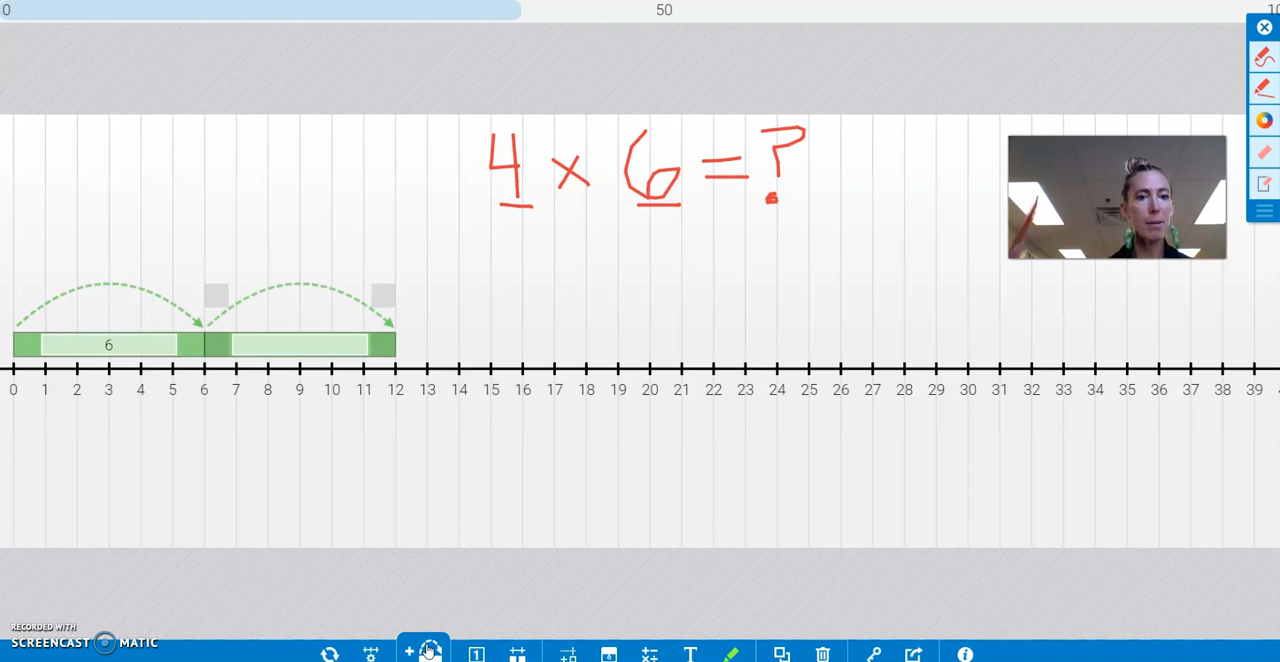 0 50 10
4 x 6 = ?
6
0 1 2 3 4 5 6 7 8 9 10 11 12 13 14 15 16 17 18 19 20 21 22 23 24 25 26 27 28 29 30 31 32 33 34 35 36 37 38 39
RECORDED WITH
SCREENCAST MATIC
1 T i